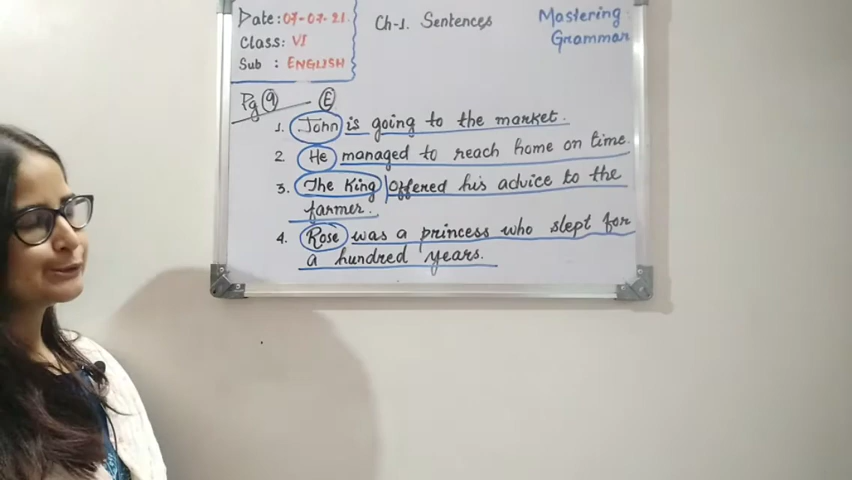 Date: 07-07-21.
Class: VI
Sub : ENGLISH
Ch-1. Sentences
Mastering
Grammar
Pg 9 E
1. John is going to the market.
2. He managed to reach home on time.
3. The King offered his advice to the
farmer.
4. Rose was a princess who slept for
a hundred years.